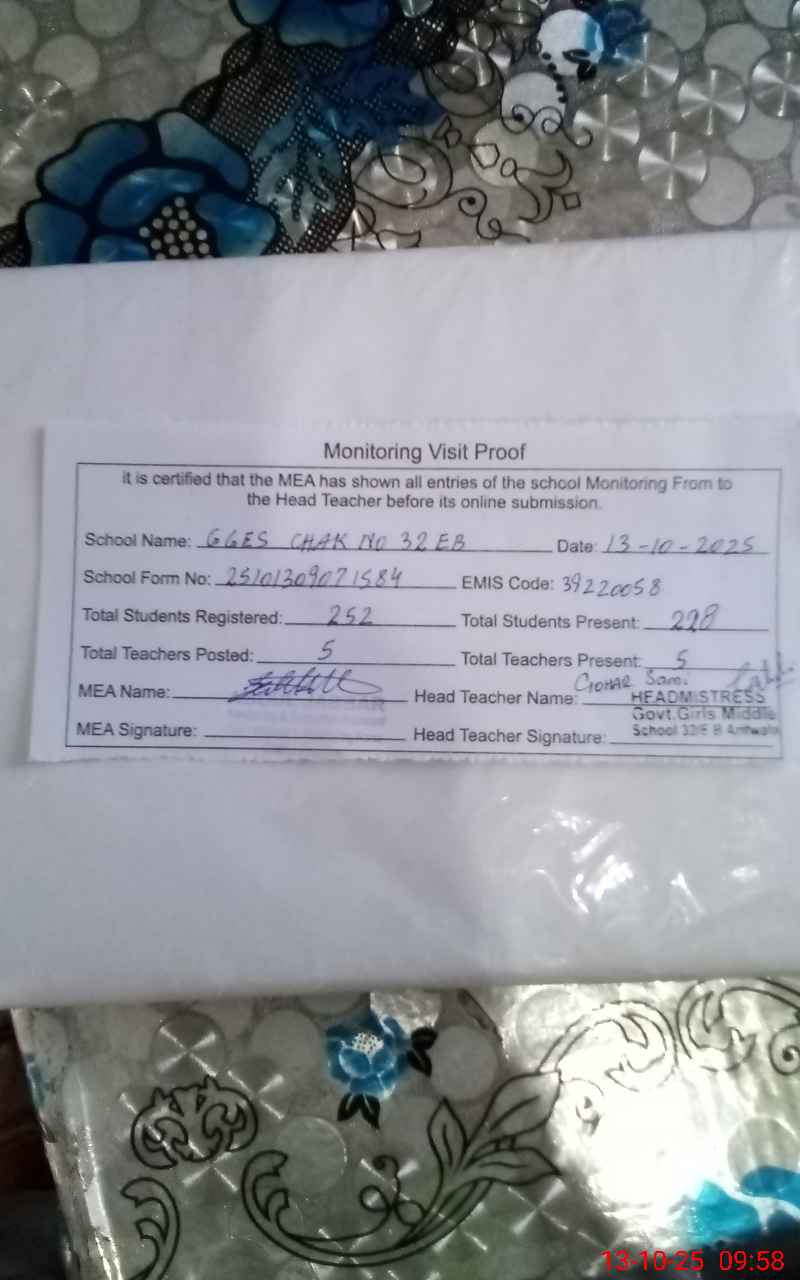 Monitoring Visit Proof
it is certified that the MEA has shown all entries of the school Monitoring From to
the Head Teacher before its online submission.
School Name: GGES CHAK NO 32 EB Date: 13-10-2025
School Form No: 25101309071584 EMIS Code: 39220058
Total Students Registered: 252 Total Students Present: 228
Total Teachers Posted: 5 Total Teachers Present: 5
MEA Name: Head Teacher Name: Gohar Sami
HEADMISTRESS
Govt. Girls Middle
MEA Signature: Head Teacher Signature: School 32/E B
13-10-25 09:58